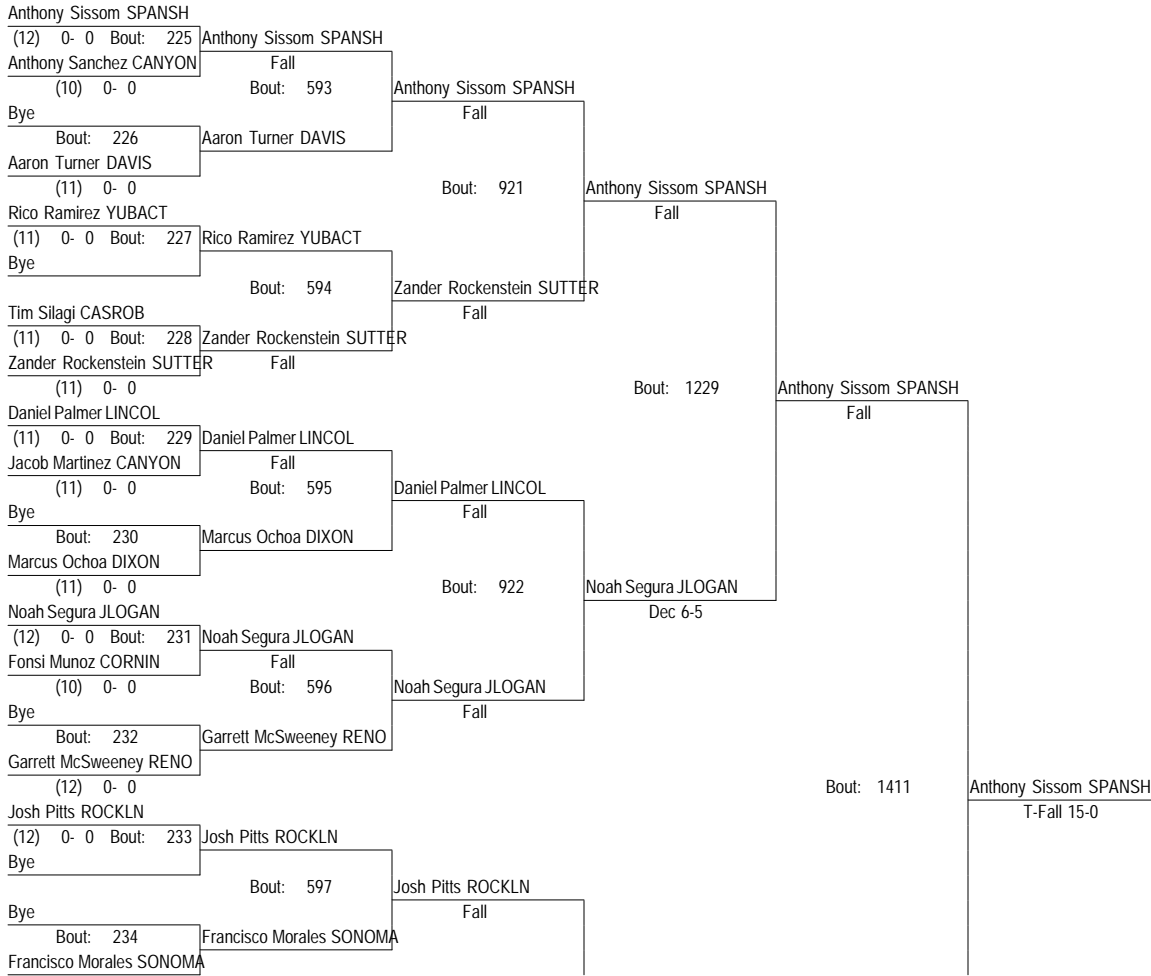 Anthony Sissom SPANSH
(12) 0- 0 Bout: 225 Anthony Sissom SPANSH
Anthony Sanchez CANYON Fall
(10) 0- 0 Bout: 593 Anthony Sissom SPANSH
Bye Fall
Bout: 226 Aaron Turner DAVIS
Aaron Turner DAVIS
(11) 0- 0 Bout: 921 Anthony Sissom SPANSH
Rico Ramirez YUBACT Fall
(11) 0- 0 Bout: 227 Rico Ramirez YUBACT
Bye
Bout: 594 Zander Rockenstein SUTTER
Tim Silagi CASROB Fall
(11) 0- 0 Bout: 228 Zander Rockenstein SUTTER
Zander Rockenstein SUTTER Fall
(11) 0- 0 Bout: 1229 Anthony Sissom SPANSH
Daniel Palmer LINCOL Fall
(11) 0- 0 Bout: 229 Daniel Palmer LINCOL
Jacob Martinez CANYON Fall
(11) 0- 0 Bout: 595 Daniel Palmer LINCOL
Bye Fall
Bout: 230 Marcus Ochoa DIXON
Marcus Ochoa DIXON
(11) 0- 0 Bout: 922 Noah Segura JLOGAN
Noah Segura JLOGAN Dec 6-5
(12) 0- 0 Bout: 231 Noah Segura JLOGAN
Fonsi Munoz CORNIN Fall
(10) 0- 0 Bout: 596 Noah Segura JLOGAN
Bye Fall
Bout: 232 Garrett McSweeney RENO
Garrett McSweeney RENO
(12) 0- 0 Bout: 1411 Anthony Sissom SPANSH
Josh Pitts ROCKLN T-Fall 15-0
(12) 0- 0 Bout: 233 Josh Pitts ROCKLN
Bye
Bout: 597 Josh Pitts ROCKLN
Bye Fall
Bout: 234 Francisco Morales SONOMA
Francisco Morales SONOMA